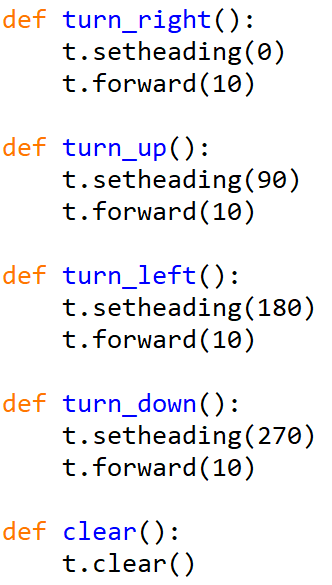 def turn_right():
    t.setheading(0)
    t.forward(10)
def turn_up():
    t.setheading(90)
    t.forward(10)
def turn_left():
    t.setheading(180)
    t.forward(10)
def turn_down():
    t.setheading(270)
    t.forward(10)
def clear():
    t.clear()